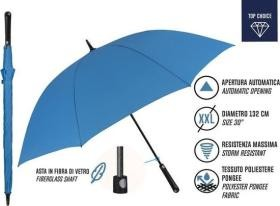 TOP CHOICE
APERTURA AUTOMATICA
AUTOMATIC OPENING
XXL
DIAMETRO 132 CM
SIZE 30"
RESISTENZA MASSIMA
STORM RESISTANT
TESSUTO POLIESTERE
PONGEE
POLYESTER PONGEE
FABRIC
ASTA IN FIBRA DI VETRO
FIBERGLASS SHAFT